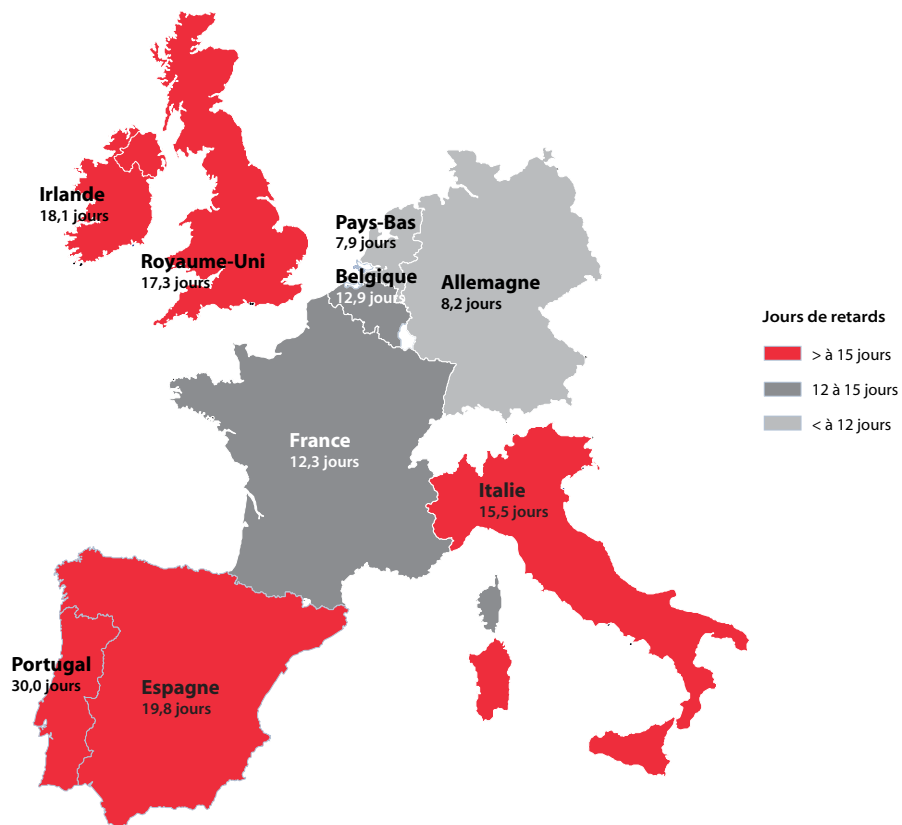 Irlande
18,1 jours
Royaume-Uni
17,3 jours
Pays-Bas
7,9 jours
Belgique
12,9 jours
Allemagne
8,2 jours
Jours de retards
> à 15 jours
12 à 15 jours
< à 12 jours
France
12,3 jours
Italie
15,5 jours
Portugal
30,0 jours
Espagne
19,8 jours